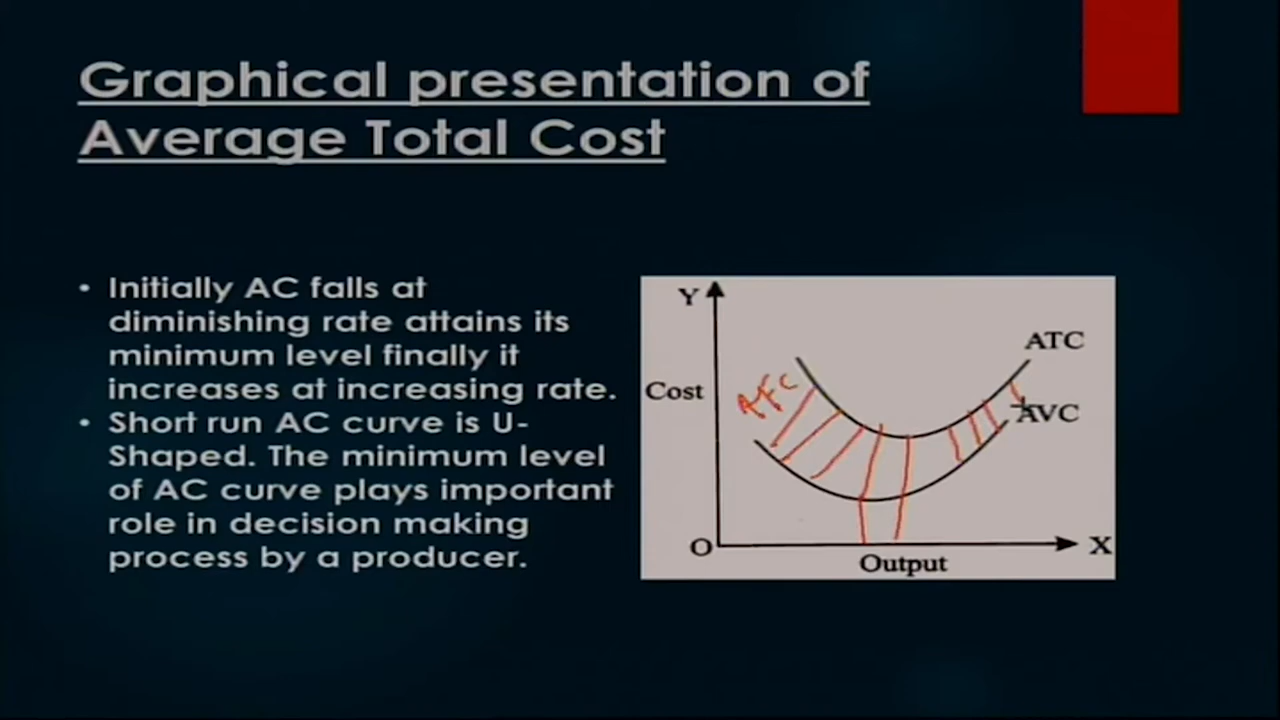 Graphical presentation of
Average Total Cost
• Initially AC falls at
diminishing rate attains its
minimum level finally it
increases at increasing rate.
• Short run AC curve is U-
Shaped. The minimum level
of AC curve plays important
role in decision making
process by a producer.
Y
ATC
Cost
AFC
AVC
O
X
Output